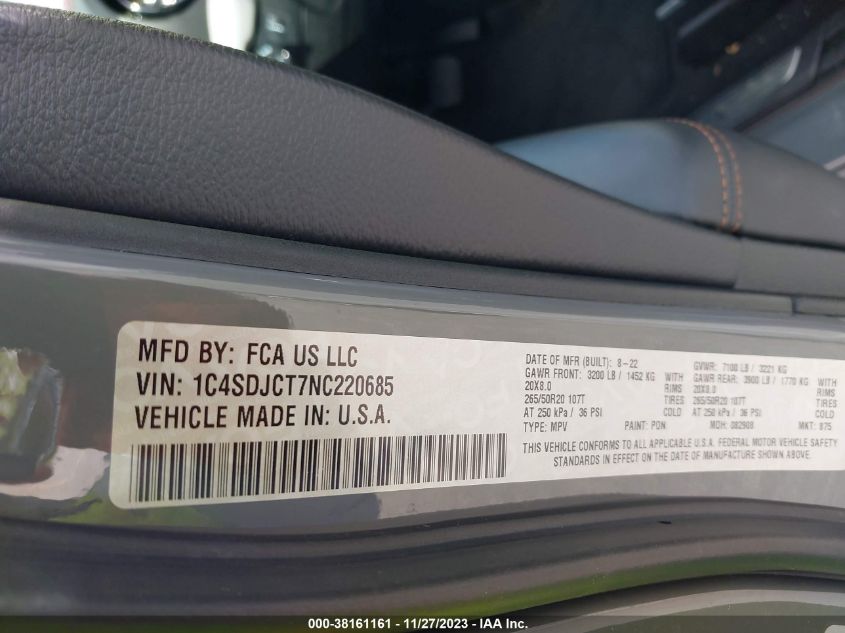 MFD BY: FCA US LLC
VIN: 1C4SDJCT7NC220685
VEHICLE MADE IN: U.S.A.
DATE OF MFR (BUILT): 8-22 GVWR: 7100 LB / 3221 KG
GAWR FRONT: 3200 LB / 1452 KG WITH GAWR REAR: 3900 LB / 1770 KG WITH
20X8.0 RIMS 20X8.0 RIMS
265/50R20 107T TIRES 265/50R20 107T TIRES
AT 250 kPa / 36 PSI COLD AT 250 kPa / 36 PSI COLD
TYPE: MPV PAINT: PDN MDH: 082908 MKT: 875
THIS VEHICLE CONFORMS TO ALL APPLICABLE U.S.A. FEDERAL MOTOR VEHICLE SAFETY
STANDARDS IN EFFECT ON THE DATE OF MANUFACTURE SHOWN ABOVE.
000-38161161 - 11/27/2023 - IAA Inc.